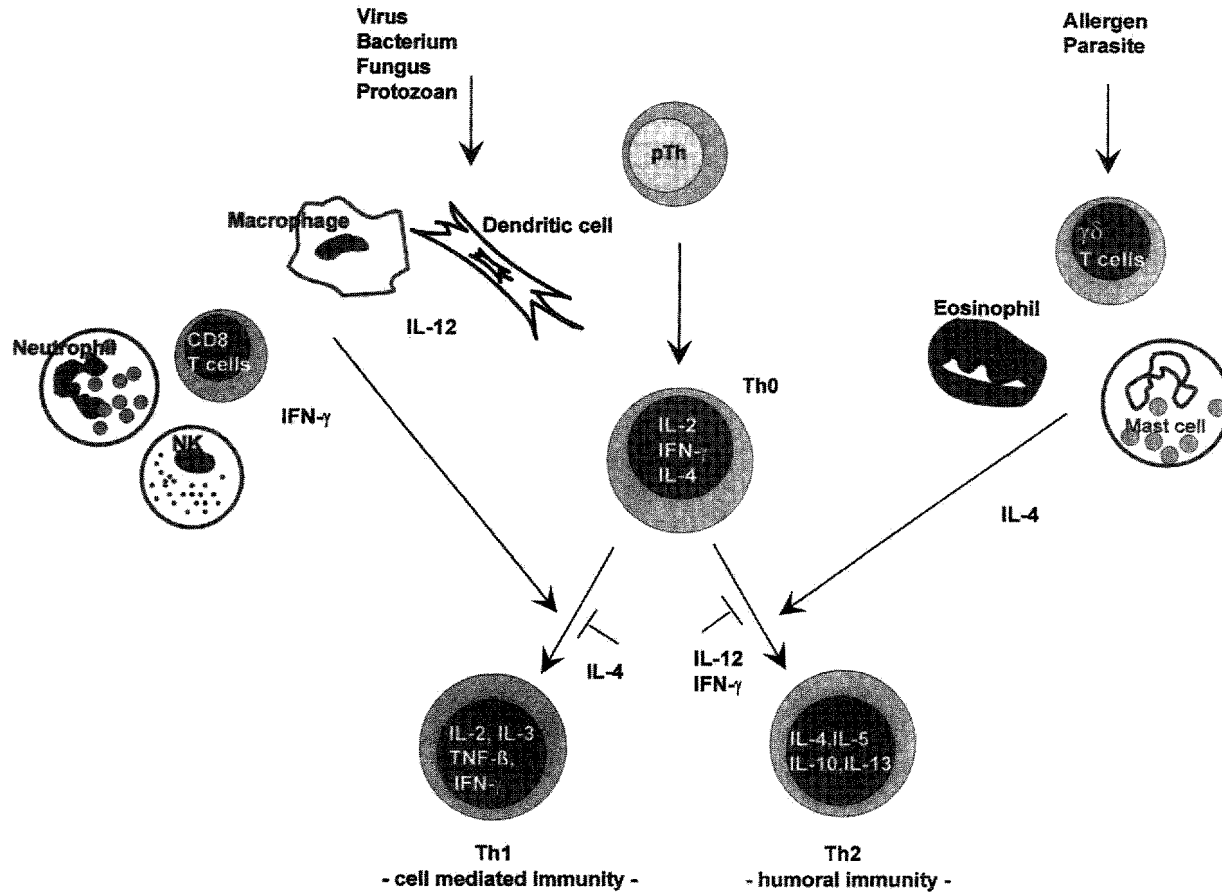 Virus
Bacterium
Fungus
Protozoan
Allergen
Parasite
pTh
Macrophage
Dendritic cell
γδ
T cells
Eosinophil
IL-12
Neutrophil
CD8
T cells
IFN-γ
NK
Th0
IL-2
IFN-γ
IL-4
Mast cell
IL-4
IL-4
IL-12
IFN-γ
IL-2, IL-3
TNF-ß,
IFN-γ
IL-4,IL-5
IL-10,IL-13
Th1
- cell mediated immunity -
Th2
- humoral immunity -